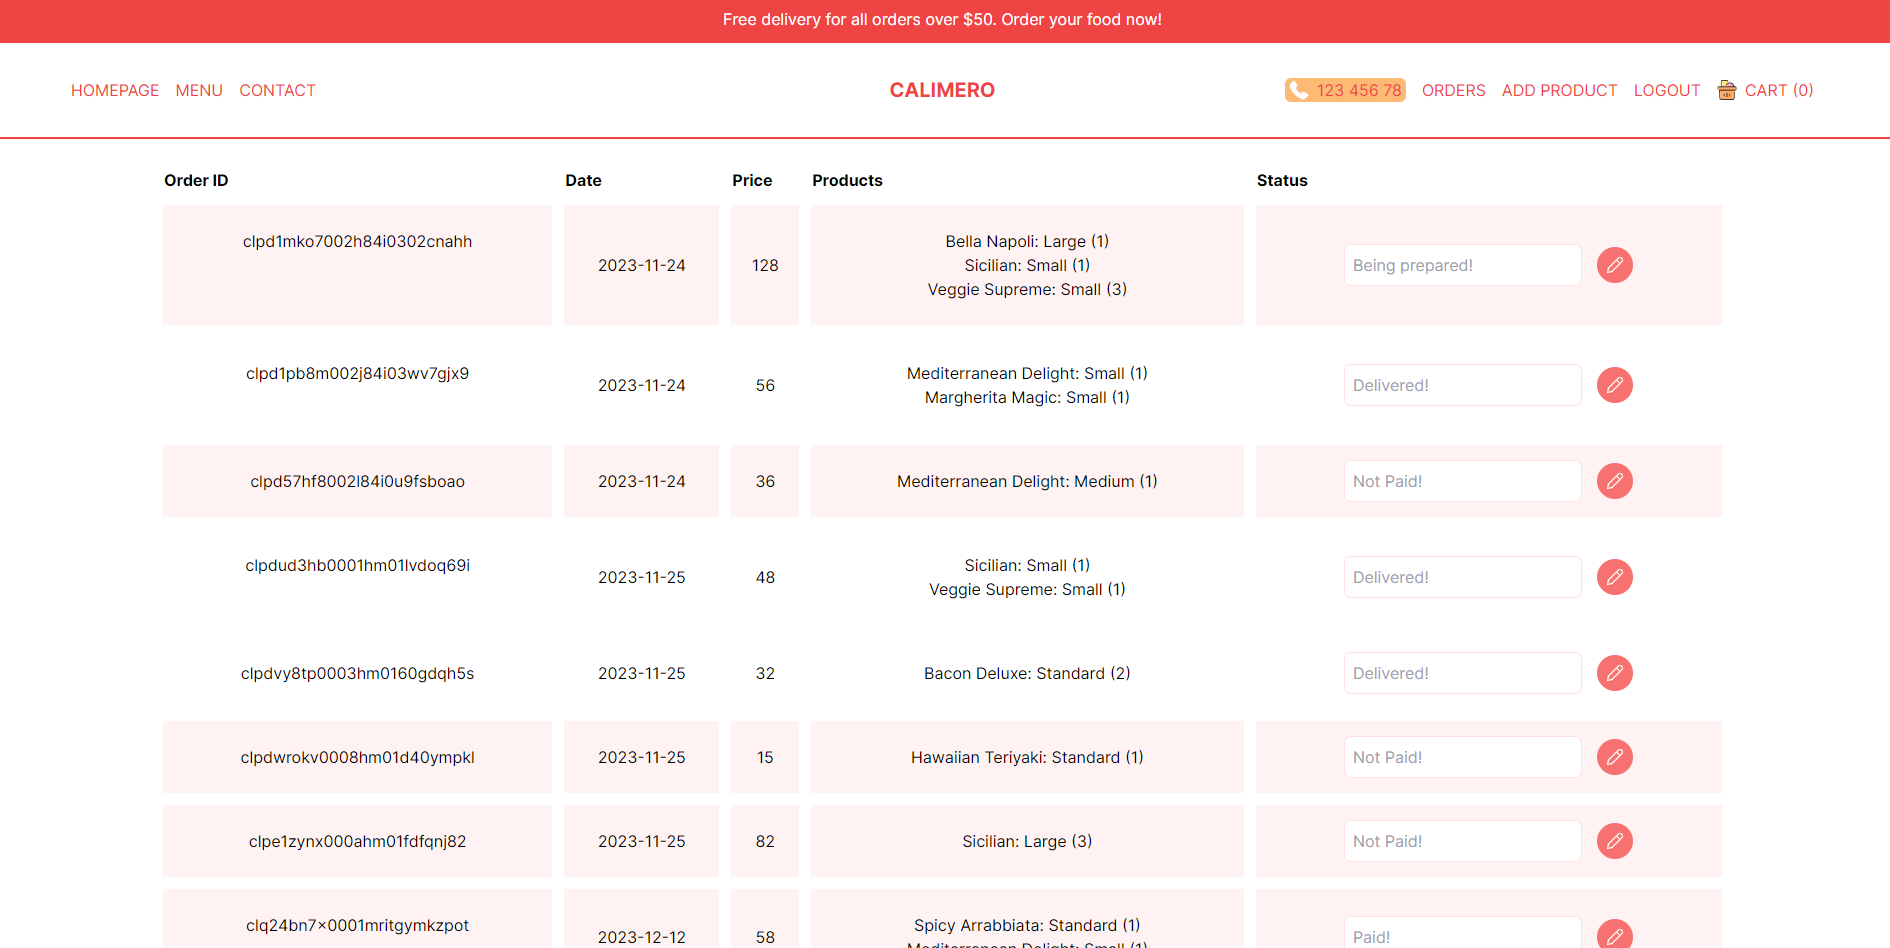 Free delivery for all orders over $50. Order your food now!
HOMEPAGE MENU CONTACT CALIMERO 123 456 78 ORDERS ADD PRODUCT LOGOUT CART (0)
Order ID Date Price Products Status
clpd1mko7002h84i0302cnahh 2023-11-24 128 Bella Napoli: Large (1)
Sicilian: Small (1)
Veggie Supreme: Small (3)
Being prepared!
clpd1pb8m002j84i03wv7gjx9 2023-11-24 56 Mediterranean Delight: Small (1)
Margherita Magic: Small (1)
Delivered!
clpd57hf8002l84i0u9fsboao 2023-11-24 36 Mediterranean Delight: Medium (1) Not Paid!
clpdud3hb0001hm01lvdoq69i 2023-11-25 48 Sicilian: Small (1)
Veggie Supreme: Small (1)
Delivered!
clpdvy8tp0003hm0160gdqh5s 2023-11-25 32 Bacon Deluxe: Standard (2) Delivered!
clpdwrokv0008hm01d40ympkl 2023-11-25 15 Hawaiian Teriyaki: Standard (1) Not Paid!
clpe1zynx000ahm01fdfqnj82 2023-11-25 82 Sicilian: Large (3) Not Paid!
clq24bn7x0001mritgymkzpot 2023-12-12 58 Spicy Arrabbiata: Standard (1)
Mediterranean Delight: Small (1)
Paid!